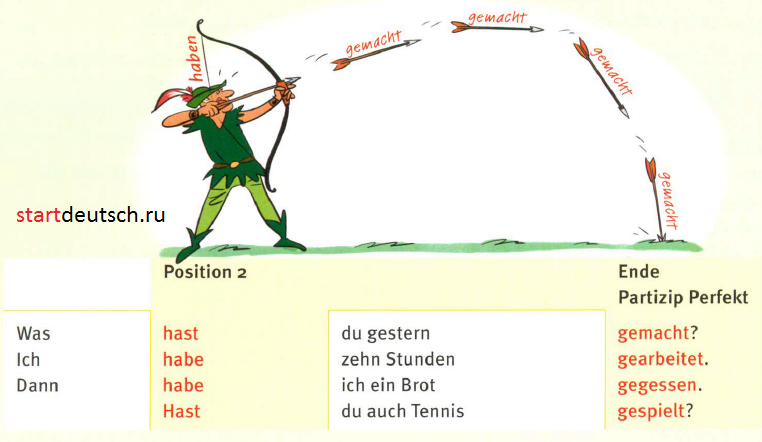 haben
gemacht
gemacht
gemacht
gemacht
startdeutsch.ru
Position 2 Ende
Partizip Perfekt
Was hast du gestern gemacht?
Ich habe zehn Stunden gearbeitet.
Dann habe ich ein Brot gegessen.
Hast du auch Tennis gespielt?